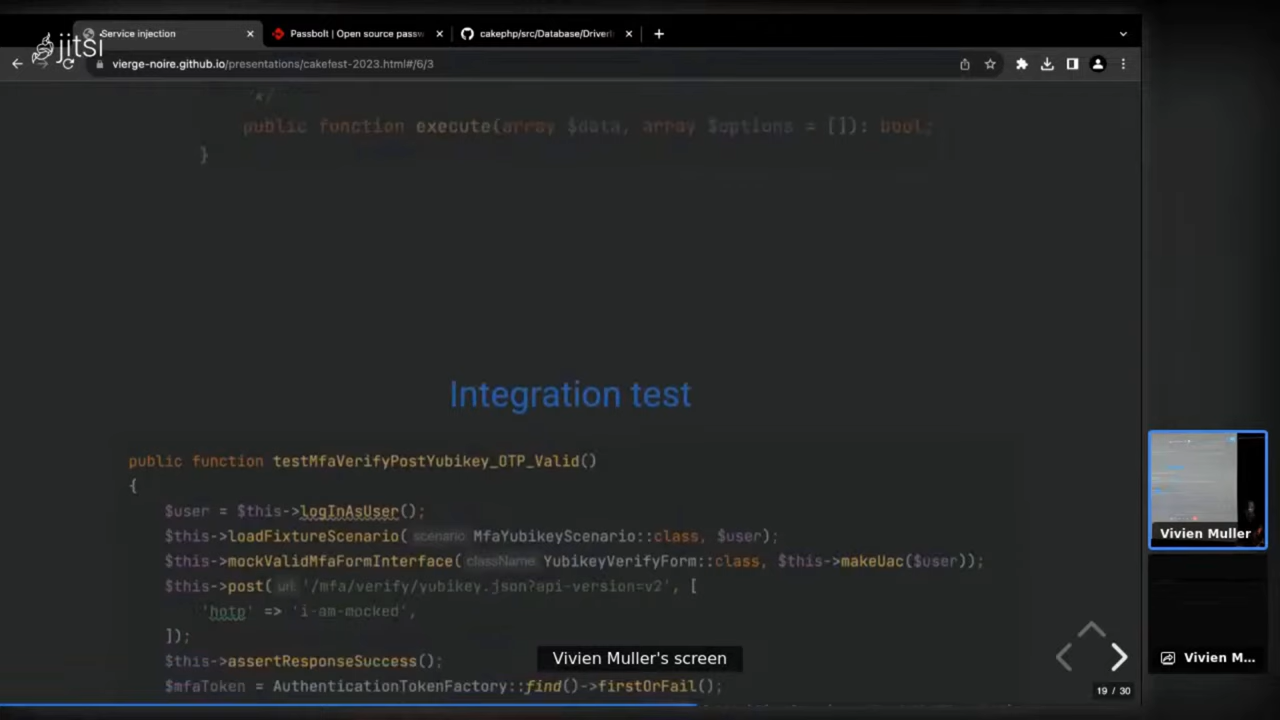 Service injection
Passbolt | Open source passw
cakephp/src/Database/Driver
jitsi
vierge-noire.github.io/presentations/cakefest-2023.html#/6/3
*/
public function execute(array $data, array $options = []): bool;
}
Integration test
public function testMfaVerifyPostYubikey_OTP_Valid()
{
$user = $this->logInAsUser();
$this->loadFixtureScenario( scenario MfaYubikeyScenario::class, $user);
$this->mockValidMfaFormInterface( className: YubikeyVerifyForm::class, $this->makeUac($user));
$this->post( url: '/mfa/verify/yubikey.json?api-version=v2', [
'hotp' => 'i-am-mocked',
]);
$this->assertResponseSuccess();
$mfaToken = AuthenticationTokenFactory::find()->firstOrFail();
Vivien Muller's screen
19 / 30
Vivien Muller
Vivien M...